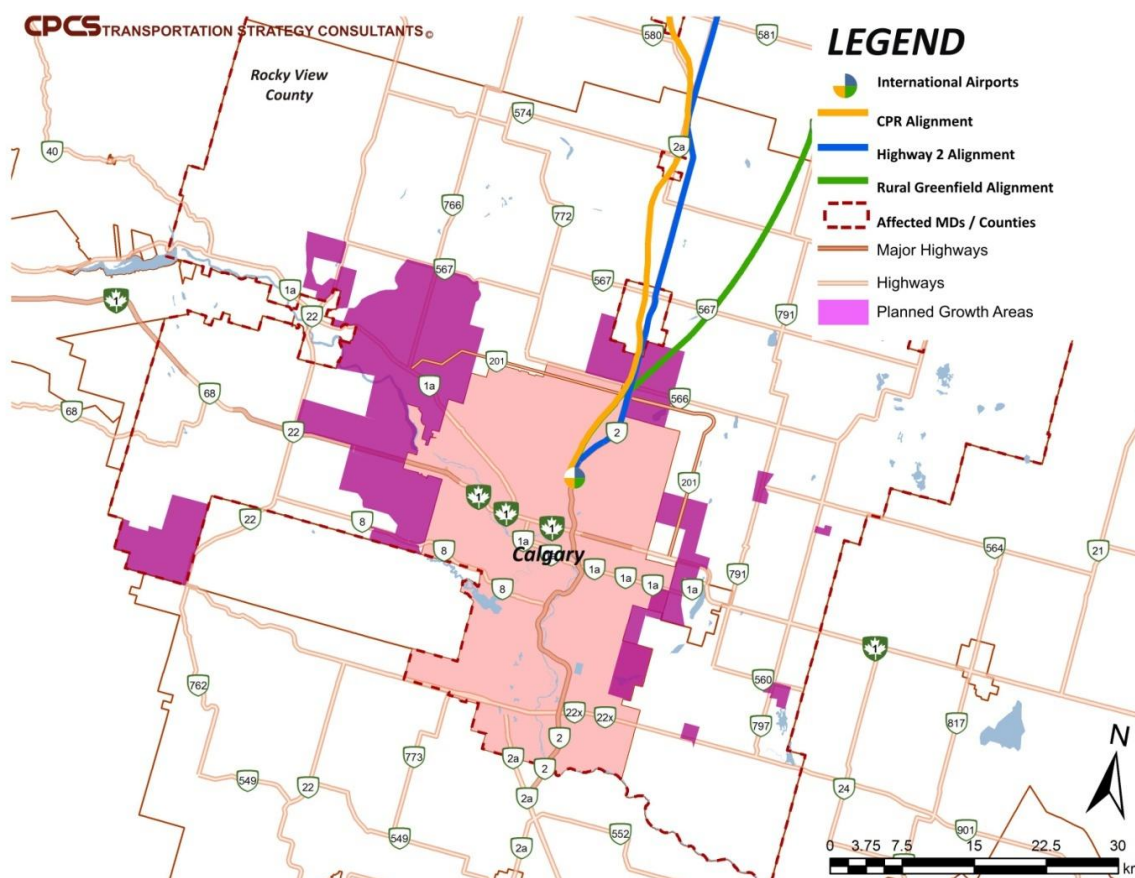 CPCS TRANSPORTATION STRATEGY CONSULTANTS ©
Rocky View
County
LEGEND
International Airports
CPR Alignment
Highway 2 Alignment
Rural Greenfield Alignment
Affected MDs / Counties
Major Highways
Highways
Planned Growth Areas
580
581
574
2a
40
766
772
567
567
567
791
1a
1
22
201
1a
566
68
68
22
2
201
1
1
1
22
8
1a
8
Calgary
1a
1a
1a
1a
791
564
21
8
1
560
762
22x
22x
797
817
2
773
2a
2
549
22
2a
24
N
549
552
2a
901
0 3.75 7.5 15 22.5 30
km